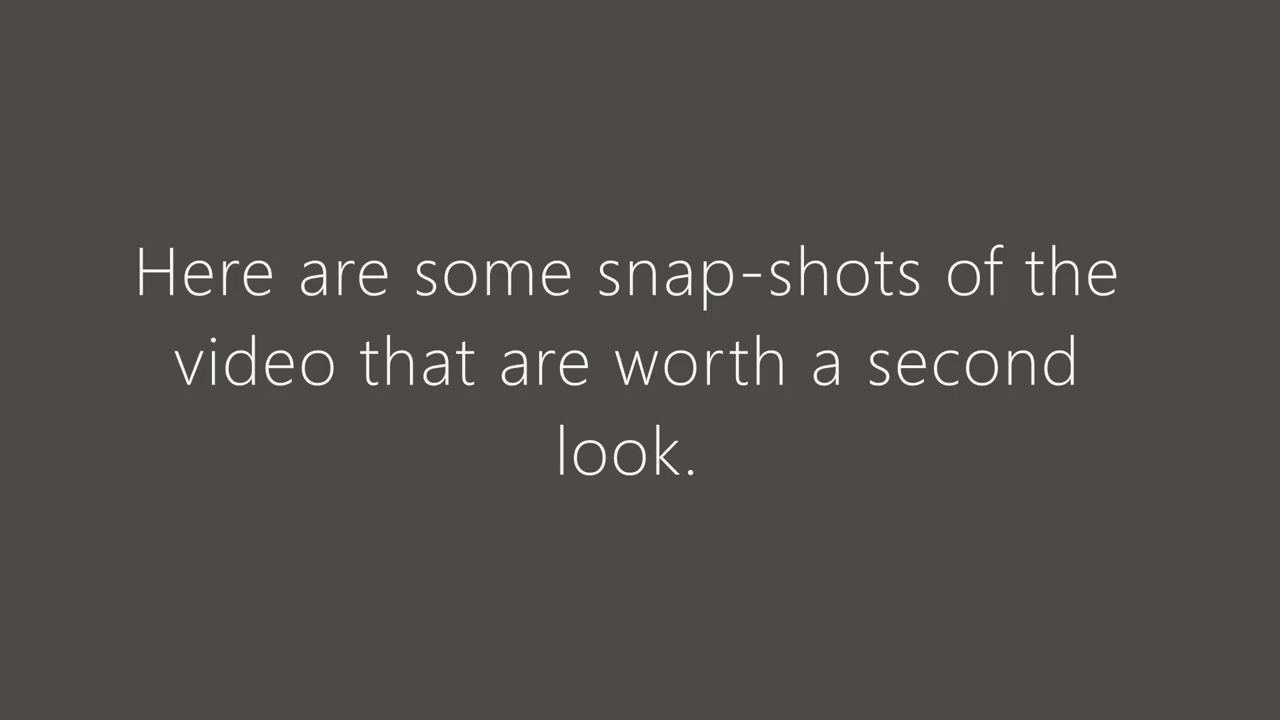 Here are some snap-shots of the
video that are worth a second
look.